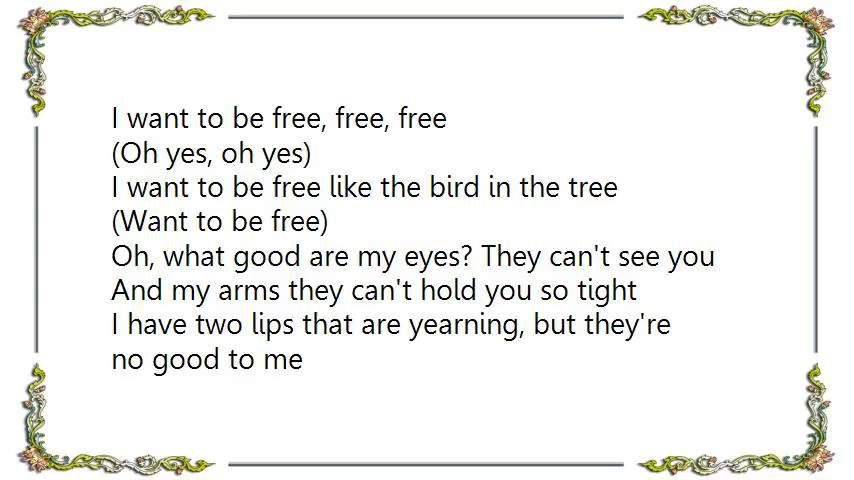 I want to be free, free, free
(Oh yes, oh yes)
I want to be free like the bird in the tree
(Want to be free)
Oh, what good are my eyes? They can't see you
And my arms they can't hold you so tight
I have two lips that are yearning, but they're
no good to me